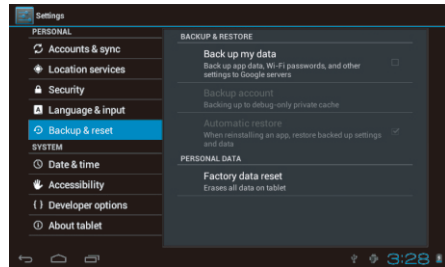 Settings
PERSONAL
Accounts & sync
Location services
Security
Language & input
Backup & reset
SYSTEM
Date & time
Accessibility
Developer options
About tablet
BACKUP & RESTORE
Back up my data
Back up app data, Wi-Fi passwords, and other
settings to Google servers
Backup account
Backing up to debug-only private cache
Automatic restore
When reinstalling an app, restore backed up settings
and data
PERSONAL DATA
Factory data reset
Erases all data on tablet
3:28